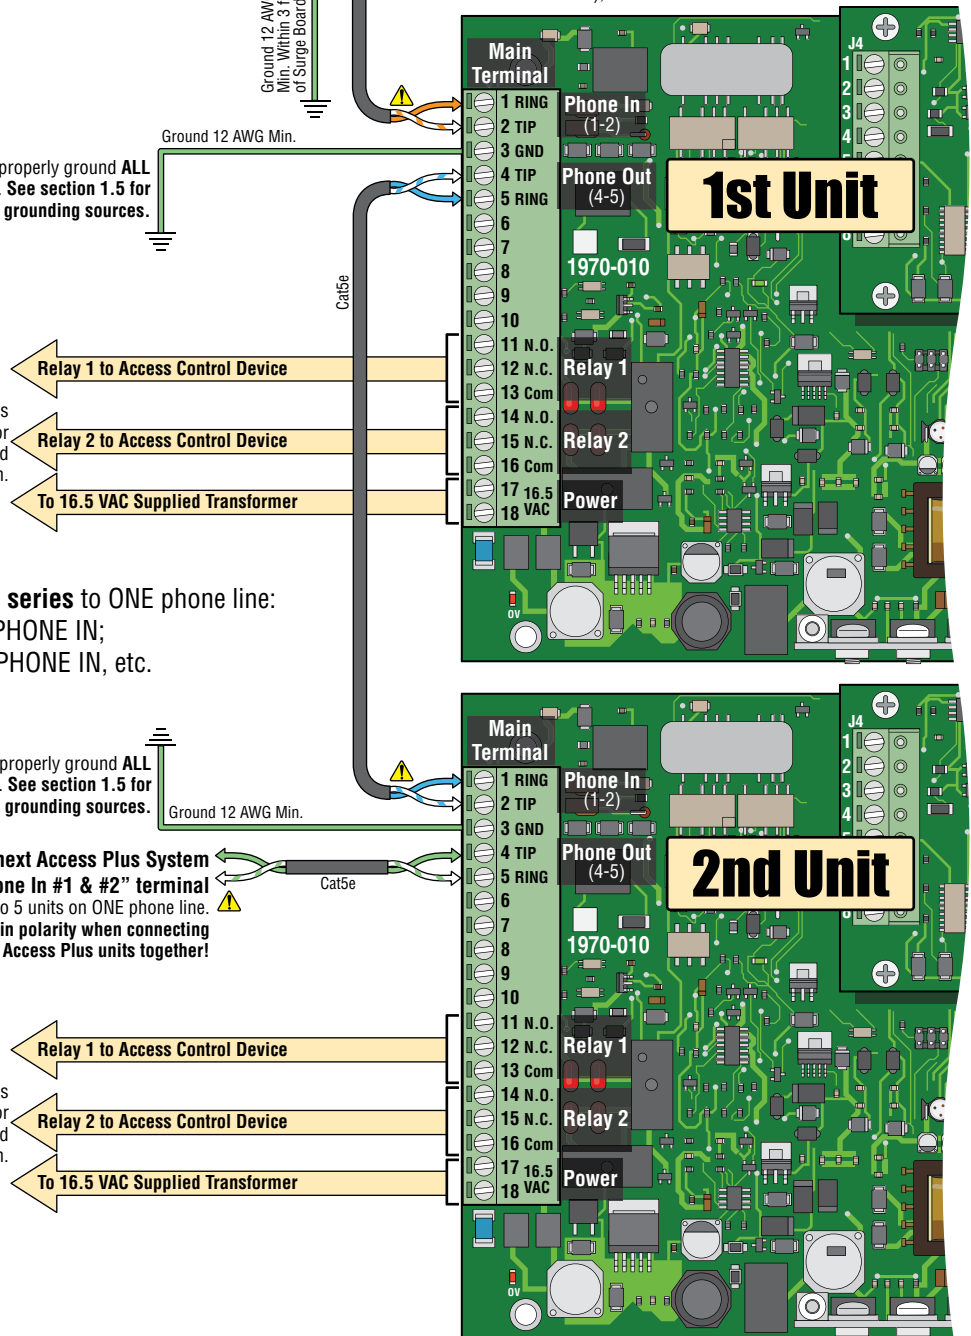 Ground 12 AWG
Min. Within 3 f
of Surge Board
Main
Terminal
1 RING
2 TIP
3 GND
4 TIP
5 RING
6
7
8
9
10
11 N.O.
12 N.C.
13 Com
14 N.O.
15 N.C.
16 Com
17 16.5
18 VAC
Phone In
(1-2)
Phone Out
(4-5)
1970-010
Relay 1
Relay 2
Power
0V
J4
1
2
3
4
1st Unit
Ground 12 AWG Min.
properly ground ALL
. See section 1.5 for
grounding sources.
Cat5e
Relay 1 to Access Control Device
s
or
Relay 2 to Access Control Device
d
n.
To 16.5 VAC Supplied Transformer
series to ONE phone line:
PHONE IN;
PHONE IN, etc.
Main
Terminal
1 RING
2 TIP
3 GND
4 TIP
5 RING
6
7
8
9
10
11 N.O.
12 N.C.
13 Com
14 N.O.
15 N.C.
16 Com
17 16.5
18 VAC
Phone In
(1-2)
Phone Out
(4-5)
1970-010
Relay 1
Relay 2
Power
0V
J4
1
2
3
4
2nd Unit
properly ground ALL
. See section 1.5 for
grounding sources.
Ground 12 AWG Min.
next Access Plus System
one In #1 & #2” terminal
o 5 units on ONE phone line.
in polarity when connecting
Access Plus units together!
Cat5e
Relay 1 to Access Control Device
s
or
Relay 2 to Access Control Device
d
n.
To 16.5 VAC Supplied Transformer